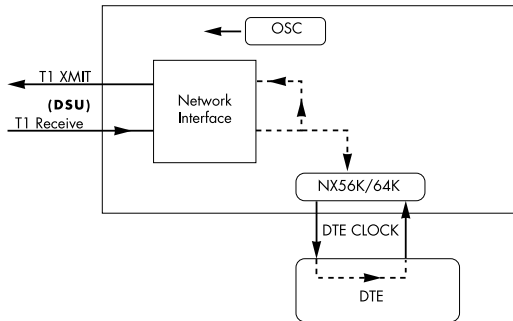 OSC
T1 XMIT
(DSU)
T1 Receive
Network
Interface
NX56K/64K
DTE CLOCK
DTE